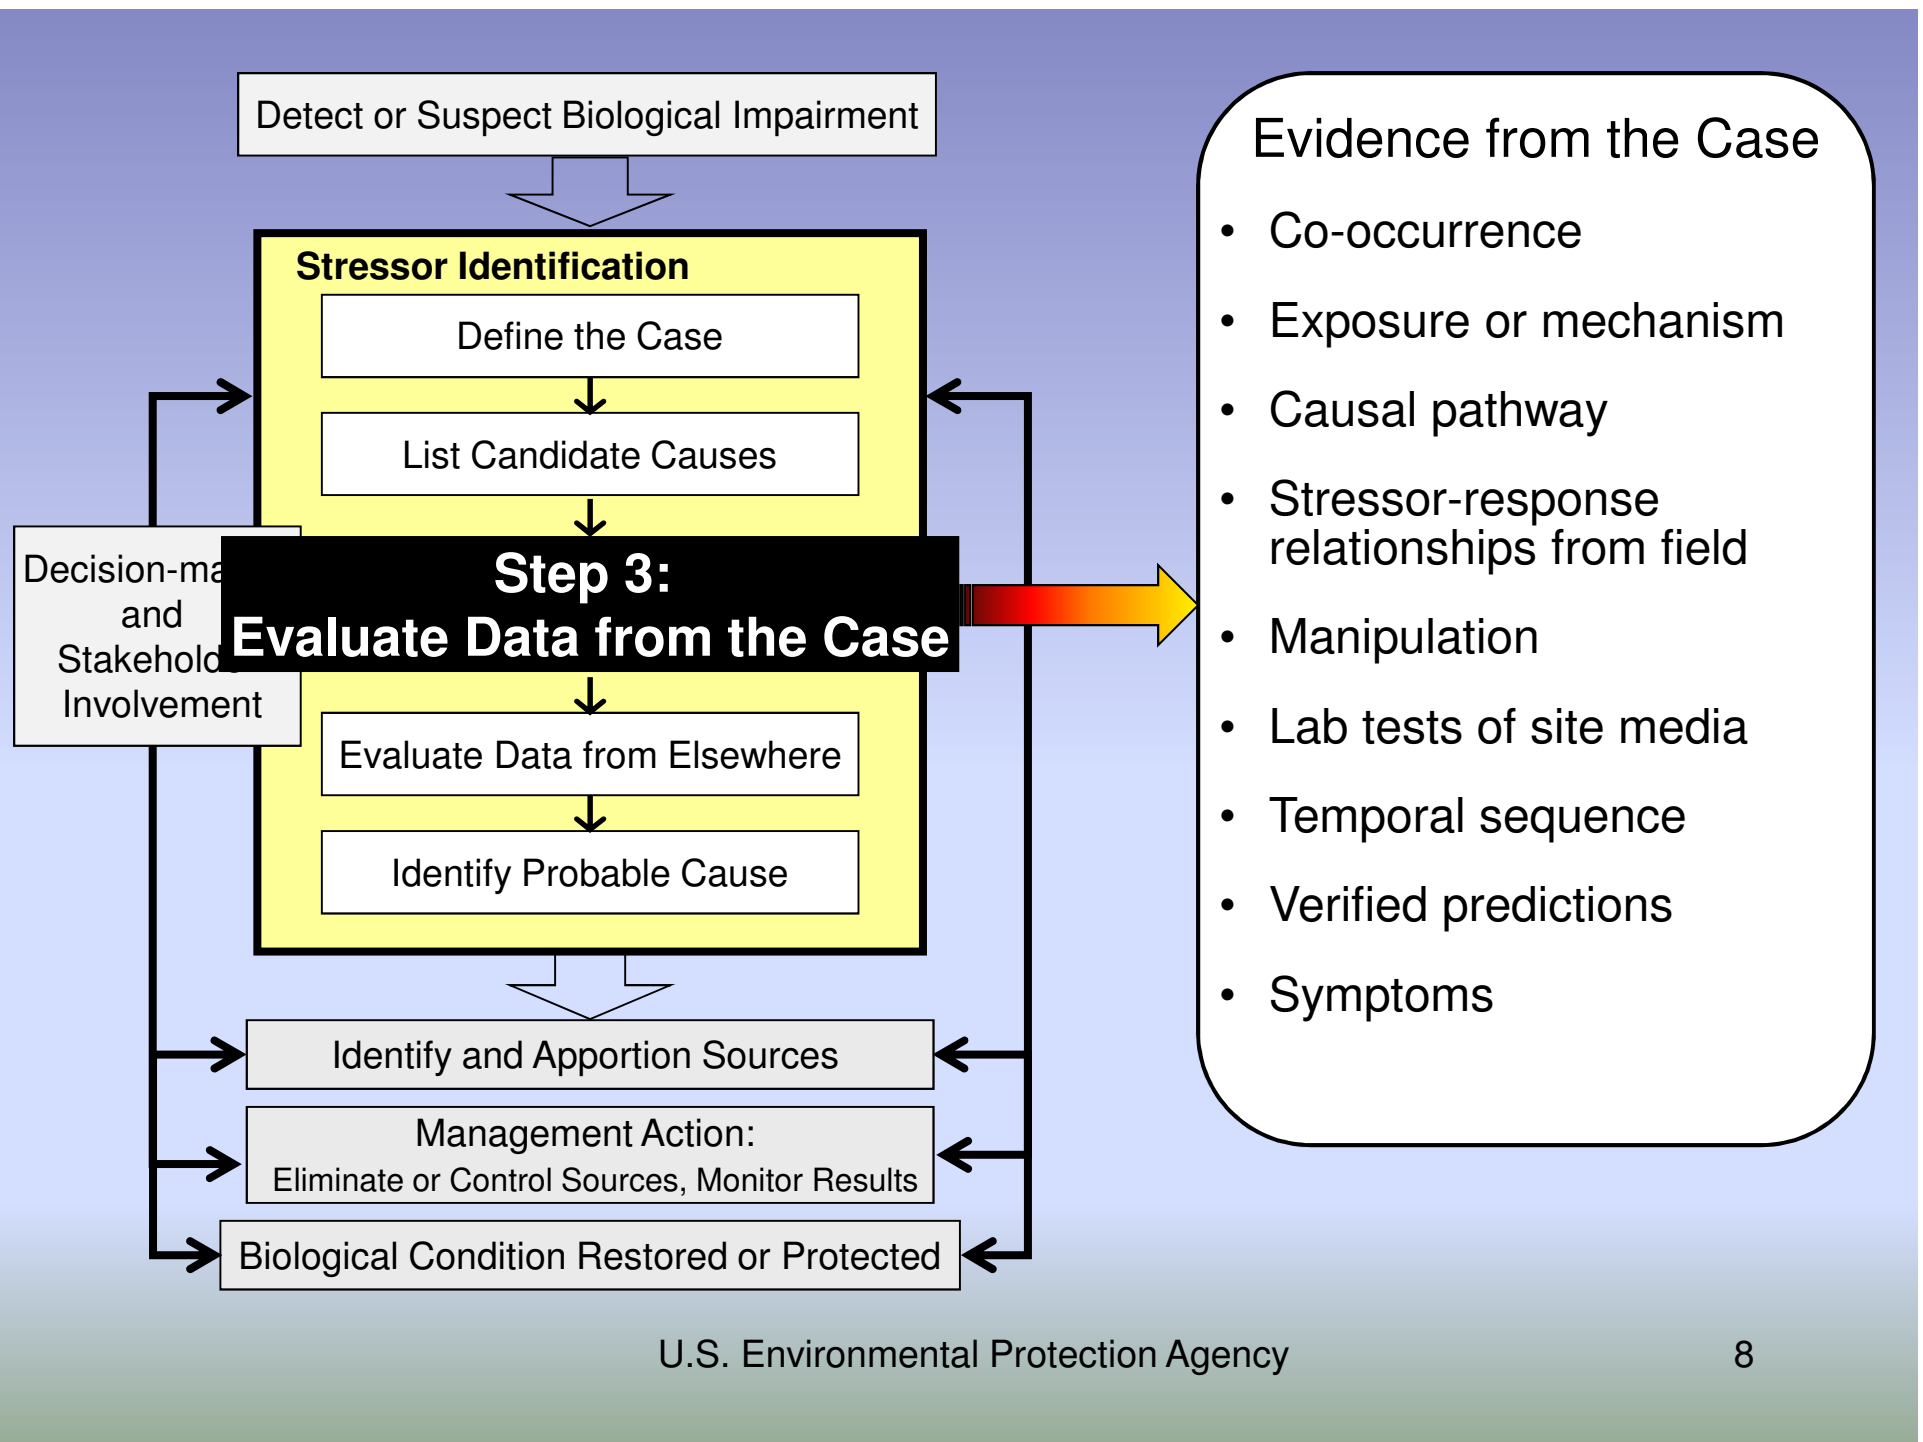 Detect or Suspect Biological Impairment
Stressor Identification
Define the Case
List Candidate Causes
Step 3:
Evaluate Data from the Case
Evaluate Data from Elsewhere
Identify Probable Cause
and
Involvement
Identify and Apportion Sources
Management Action:
Eliminate or Control Sources, Monitor Results
Biological Condition Restored or Protected
Evidence from the Case
• Co-occurrence
• Exposure or mechanism
• Causal pathway
• Stressor-response
relationships from field
• Manipulation
• Lab tests of site media
• Temporal sequence
• Verified predictions
• Symptoms
U.S. Environmental Protection Agency
8